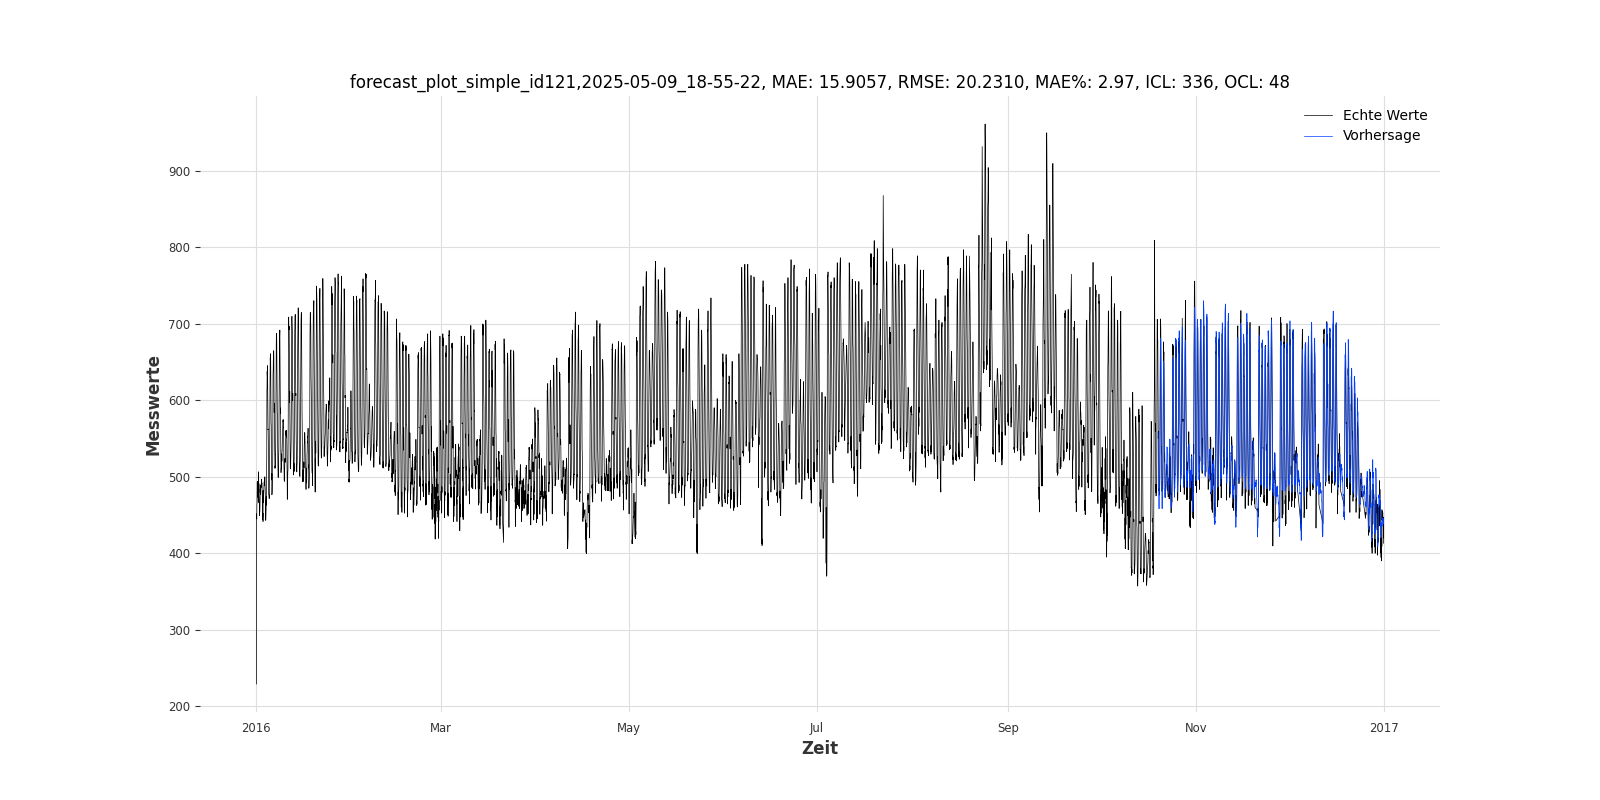 forecast_plot_simple_id121,2025-05-09_18-55-22, MAE: 15.9057, RMSE: 20.2310, MAE%: 2.97, ICL: 336, OCL: 48
Echte Werte
Vorhersage
900
800
700
600
500
400
300
200
Messwerte
2016
Mar
May
Jul
Sep
Nov
2017
Zeit